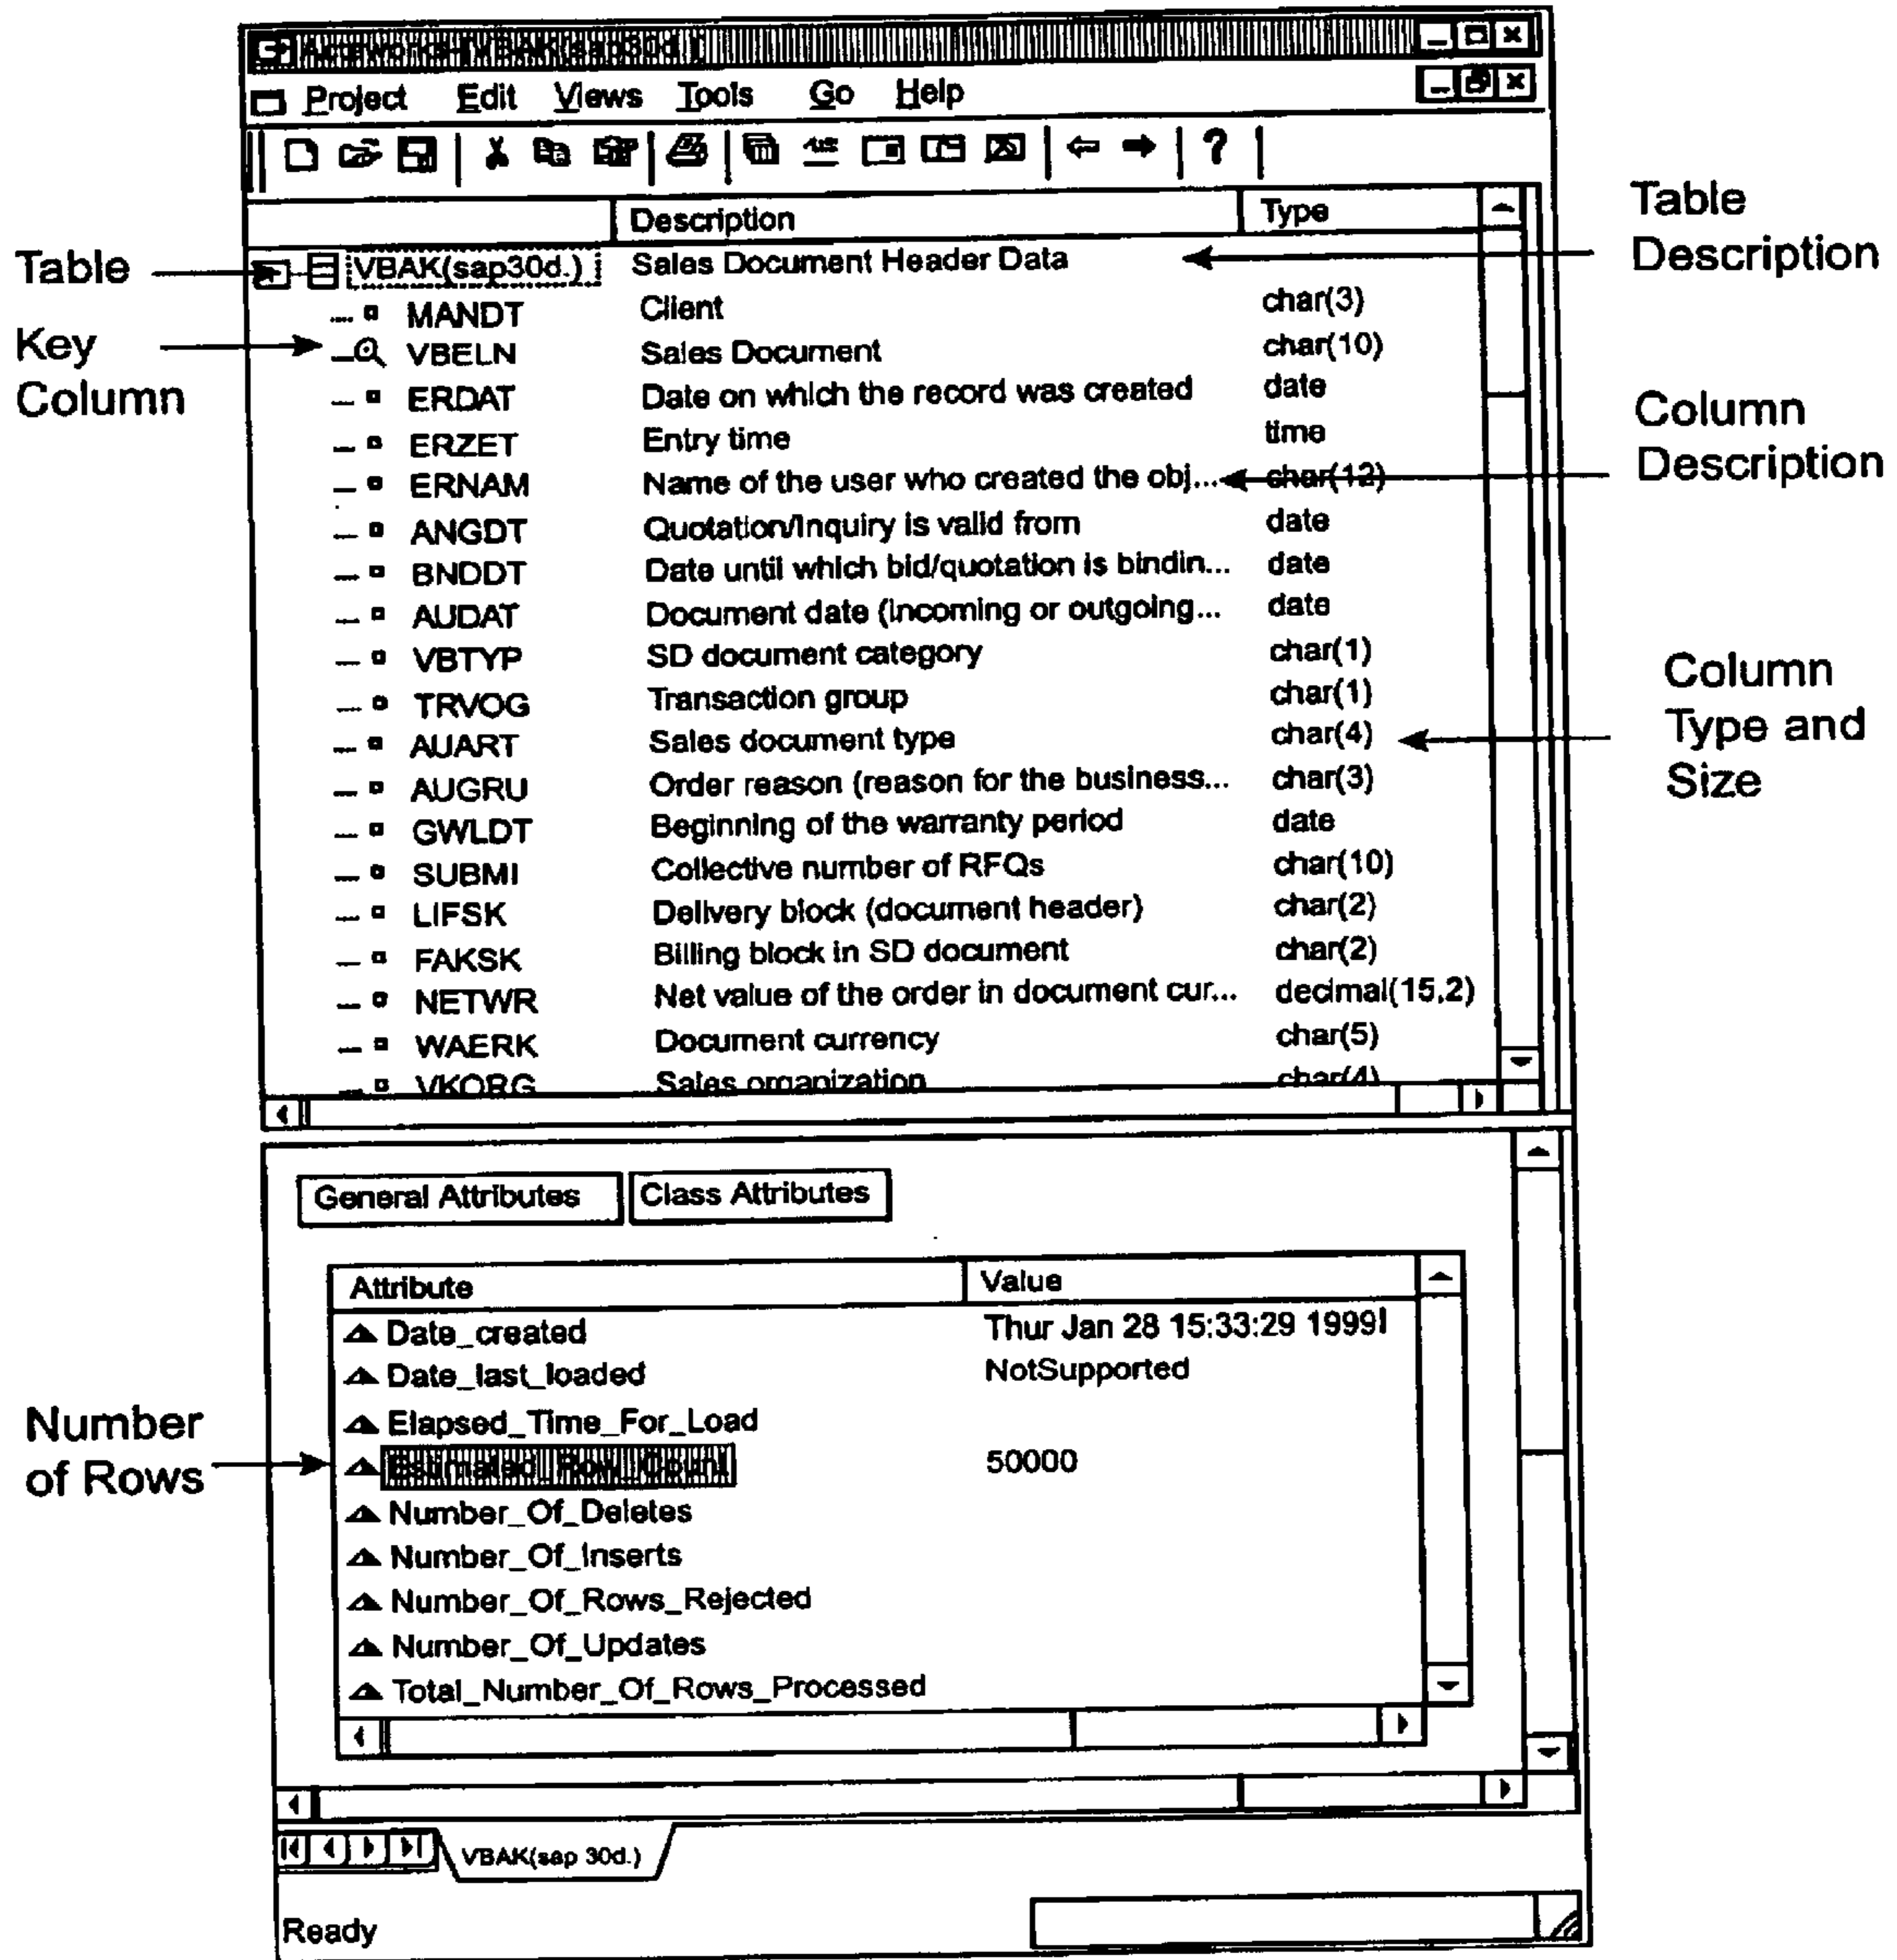 Acteworks-[VBAK(sap30d.)]
Project Edit Views Tools Go Help
?
Description Type
VBAK(sap30d.) Sales Document Header Data
MANDT Client char(3)
VBELN Sales Document char(10)
ERDAT Date on which the record was created date
ERZET Entry time time
ERNAM Name of the user who created the obj... char(12)
ANGDT Quotation/Inquiry is valid from date
BNDDT Date until which bid/quotation is bindin... date
AUDAT Document date (incoming or outgoing... date
VBTYP SD document category char(1)
TRVOG Transaction group char(1)
AUART Sales document type char(4)
AUGRU Order reason (reason for the business... char(3)
GWLDT Beginning of the warranty period date
SUBMI Collective number of RFQs char(10)
LIFSK Delivery block (document header) char(2)
FAKSK Billing block in SD document char(2)
NETWR Net value of the order in document cur... decimal(15,2)
WAERK Document currency char(5)
VKORG Sales organization char(4)
Table
Key
Column
Table
Description
Column
Description
Column
Type and
Size
General Attributes Class Attributes
Attribute Value
Date_created Thur Jan 28 15:33:29 1999
Date_last_loaded NotSupported
Elapsed_Time_For_Load
Estimated_Row_Count 50000
Number_Of_Deletes
Number_Of_Inserts
Number_Of_Rows_Rejected
Number_Of_Updates
Total_Number_Of_Rows_Processed
Number
of Rows
VBAK(sap 30d.)
Ready